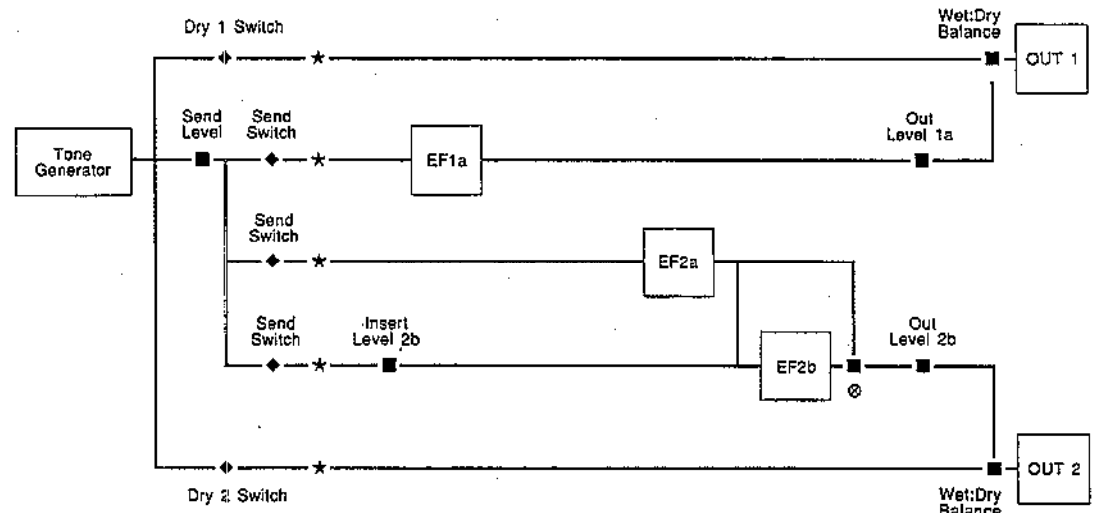 Dry 1 Switch
Wet:Dry
Balance
OUT 1
Send
Level
Send
Switch
Out
Level 1a
Tone
Generator
EF1a
Send
Switch
EF2a
Send
Switch
Insert
Level 2b
Out
Level 2b
EF2b
OUT 2
Dry 2 Switch
Wet:Dry
Balance